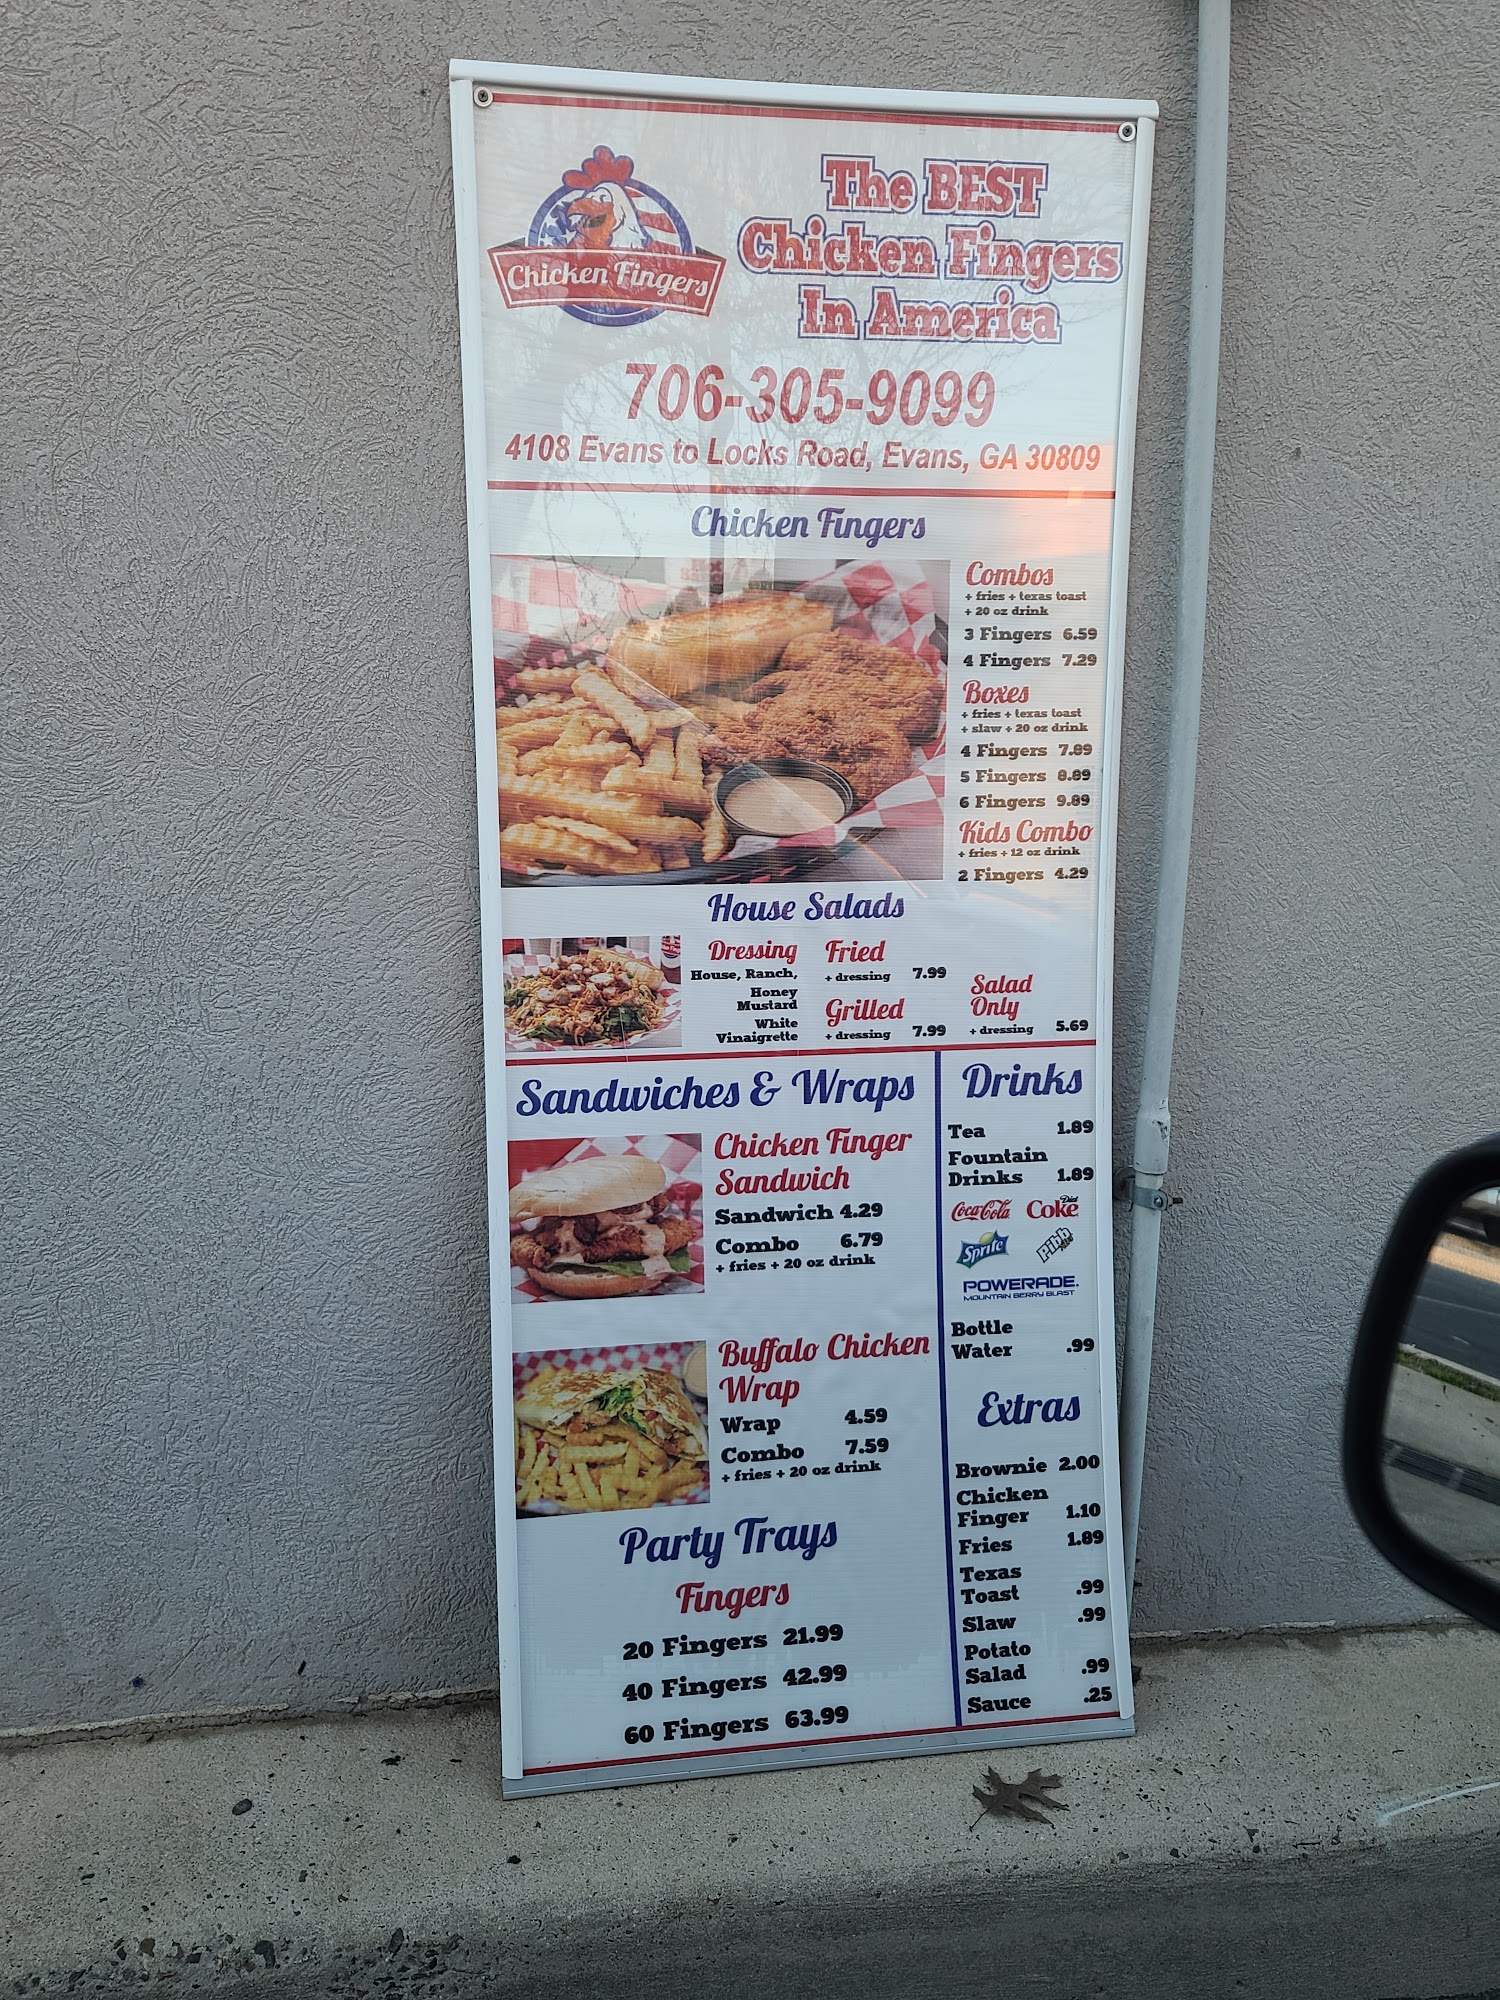 Chicken Fingers
The BEST
Chicken Fingers
In America
706-305-9099
4108 Evans to Locks Road, Evans, GA 30809
Chicken Fingers
Combos
+ fries + texas toast
+ 20 oz drink
3 Fingers 6.59
4 Fingers 7.29
Boxes
+ fries + texas toast
+ slaw + 20 oz drink
4 Fingers 7.89
5 Fingers 8.89
6 Fingers 9.89
Kids Combo
+ fries + 12 oz drink
2 Fingers 4.29
House Salads
Dressing
House, Ranch,
Honey
Mustard
White
Vinaigrette
Fried
+ dressing 7.99
Grilled
+ dressing 7.99
Salad
Only
+ dressing 5.69
Sandwiches & Wraps
Chicken Finger
Sandwich
Sandwich 4.29
Combo 6.79
+ fries + 20 oz drink
Buffalo Chicken
Wrap
Wrap 4.59
Combo 7.59
+ fries + 20 oz drink
Party Trays
Fingers
20 Fingers 21.99
40 Fingers 42.99
60 Fingers 63.99
Drinks
Tea 1.89
Fountain
Drinks 1.89
Coca-Cola
Diet
Coke
Sprite
Pibb
POWERADE.
MOUNTAIN BERRY BLAST
Bottle
Water .99
Extras
Brownie 2.00
Chicken
Finger 1.10
Fries 1.89
Texas
Toast .99
Slaw .99
Potato
Salad .99
Sauce .25